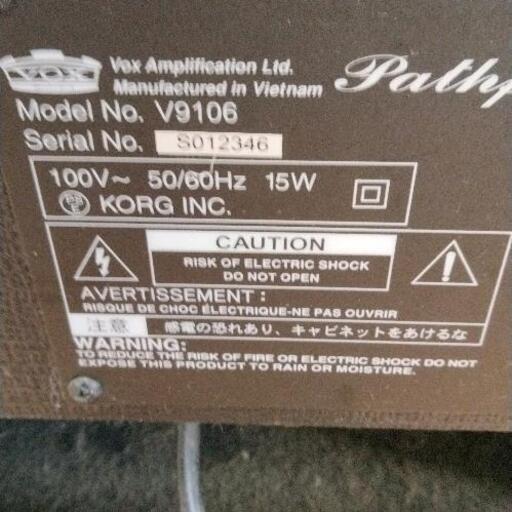 VOX
Vox Amplification Ltd.
Manufactured in Vietnam
Model No. V9106
Serial No. S012346
100V~ 50/60Hz 15W
KORG INC.
CAUTION
RISK OF ELECTRIC SHOCK
DO NOT OPEN
AVERTISSEMENT:
RISQUE DE CHOC ÉLECTRIQUE-NE PAS OUVRIR
注意 感電の恐れあり、キャビネットをあけるな
WARNING:
TO REDUCE THE RISK OF FIRE OR ELECTRIC SHOCK DO NOT
EXPOSE THIS PRODUCT TO RAIN OR MOISTURE.